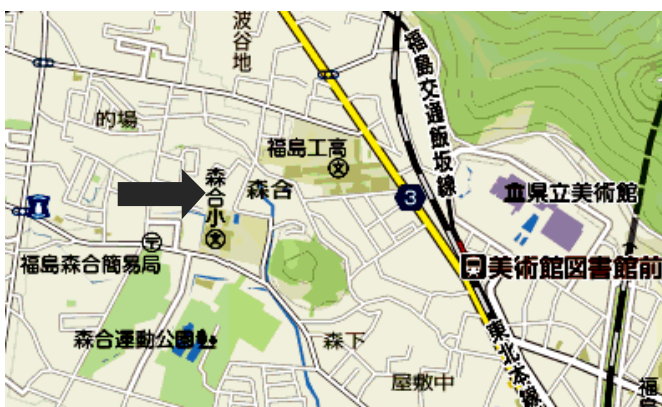 波谷地
的場
福島工高
福島交通飯坂線
森合小
森合
3
県立美術館
福島森合簡易局
美術館図書館前
森合運動公園
森下
東北本線
屋敷中
福島